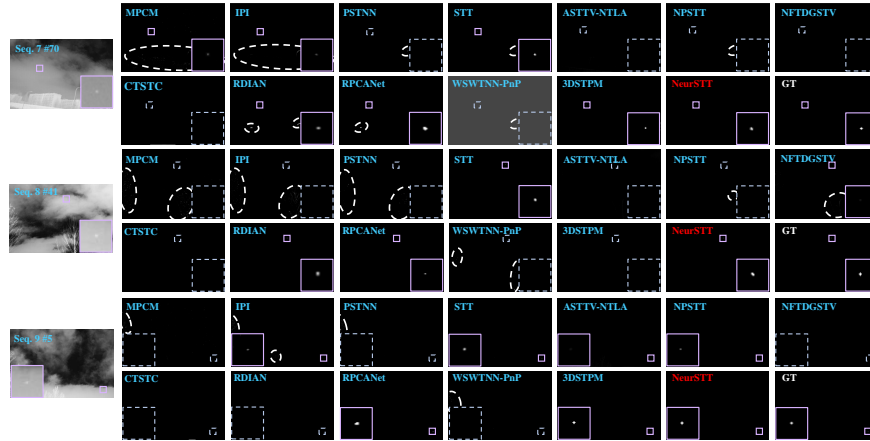 MPCM IPI PSTNN STT ASTTV-NTLA NPSTT NFTDGSTV
Seq. 7 #70
CTSTC RDIAN RPCANet WSWTNN-PnP 3DSTPM NeurSTT GT
MPCM IPI PSTNN STT ASTTV-NTLA NPSTT NFTDGSTV
Seq. 8 #41
CTSTC RDIAN RPCANet WSWTNN-PnP 3DSTPM NeurSTT GT
MPCM IPI PSTNN STT ASTTV-NTLA NPSTT NFTDGSTV
Seq. 9 #5
CTSTC RDIAN RPCANet WSWTNN-PnP 3DSTPM NeurSTT GT